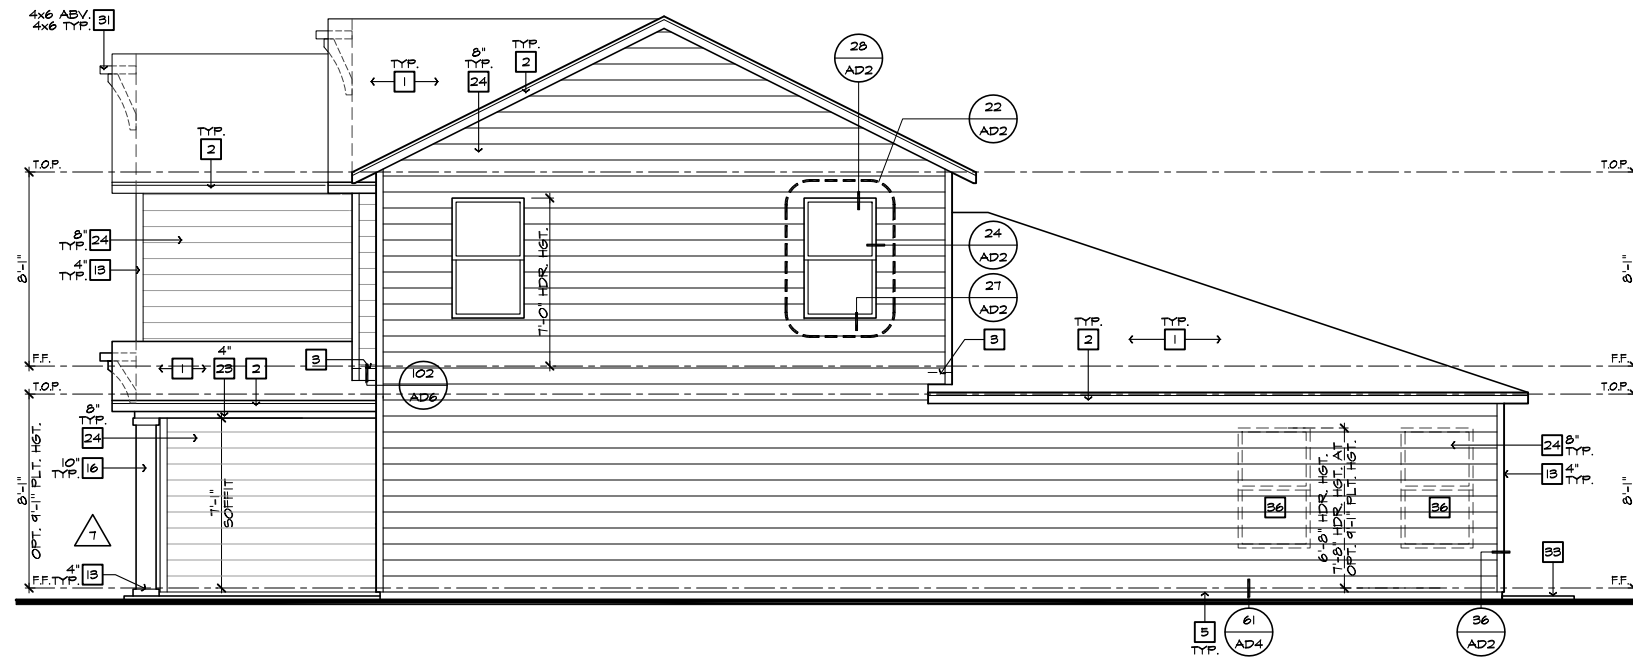 4x6 ABV. 31
4x6 TYP.
TYP.
1
8"
TYP.
24
TYP.
2
28
AD2
22
AD2
TYP.
2
T.O.P.
T.O.P.
8"
TYP. 24
4"
TYP. 13
8'-1"
7'-0" HDR. HGT.
24
AD2
27
AD2
8'-1"
3
TYP.
2
TYP.
1
F.F.
1
4"
23
2
3
102
AD6
F.F.
T.O.P.
T.O.P.
8"
TYP.
24
10"
TYP. 16
8'-1"
OPT. 9'-1" PLT. HGT.
7'-1"
SOFFIT
7
4"
F.F. TYP. 13
36
36
6'-8" HDR. HGT.
7'-8" HDR. HGT. AT
OPT. 9'-1" PLT. HGT.
24 8"
TYP.
13 4"
TYP.
8'-1"
33
F.F.
5
TYP.
61
AD4
36
AD2